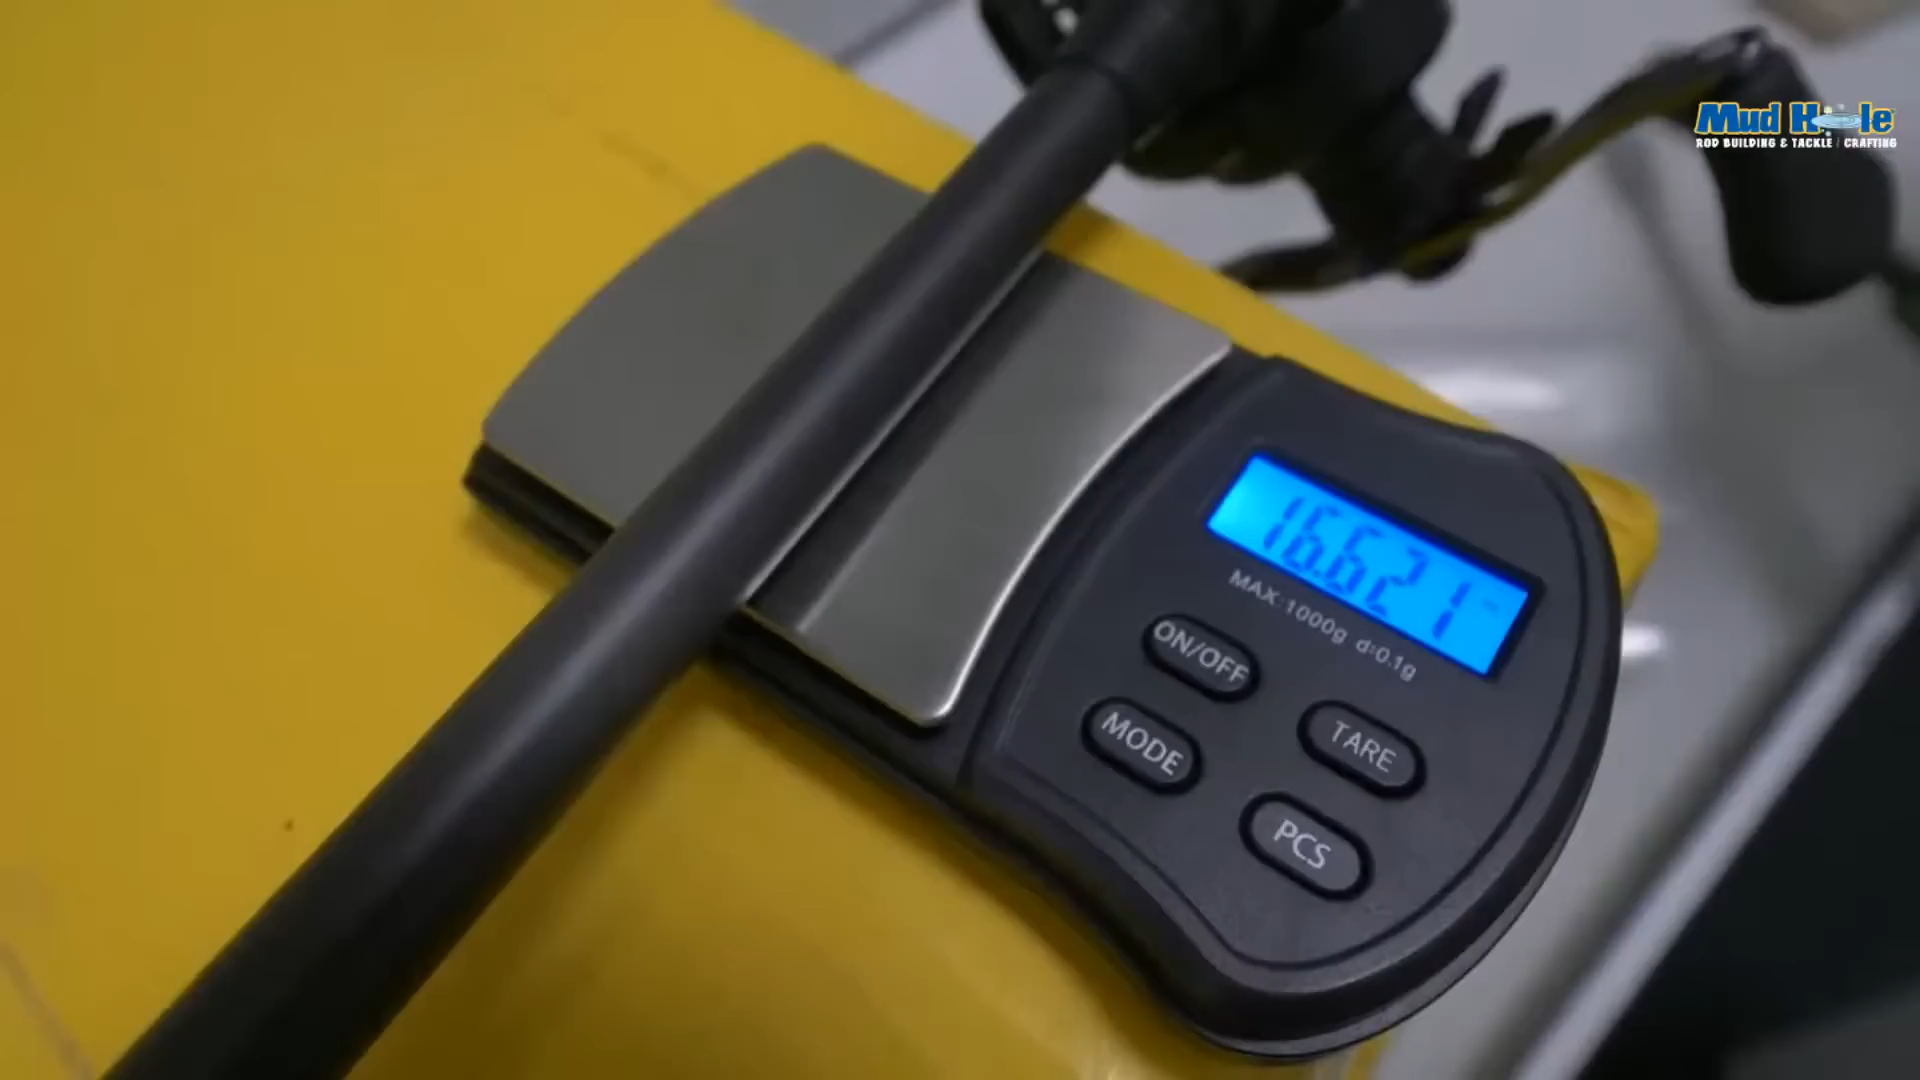 Mud Hole
ROD BUILDING & TACKLE CRAFTING
16.621
MAX:1000g d:0.1g
ON/OFF
MODE
TARE
PCS